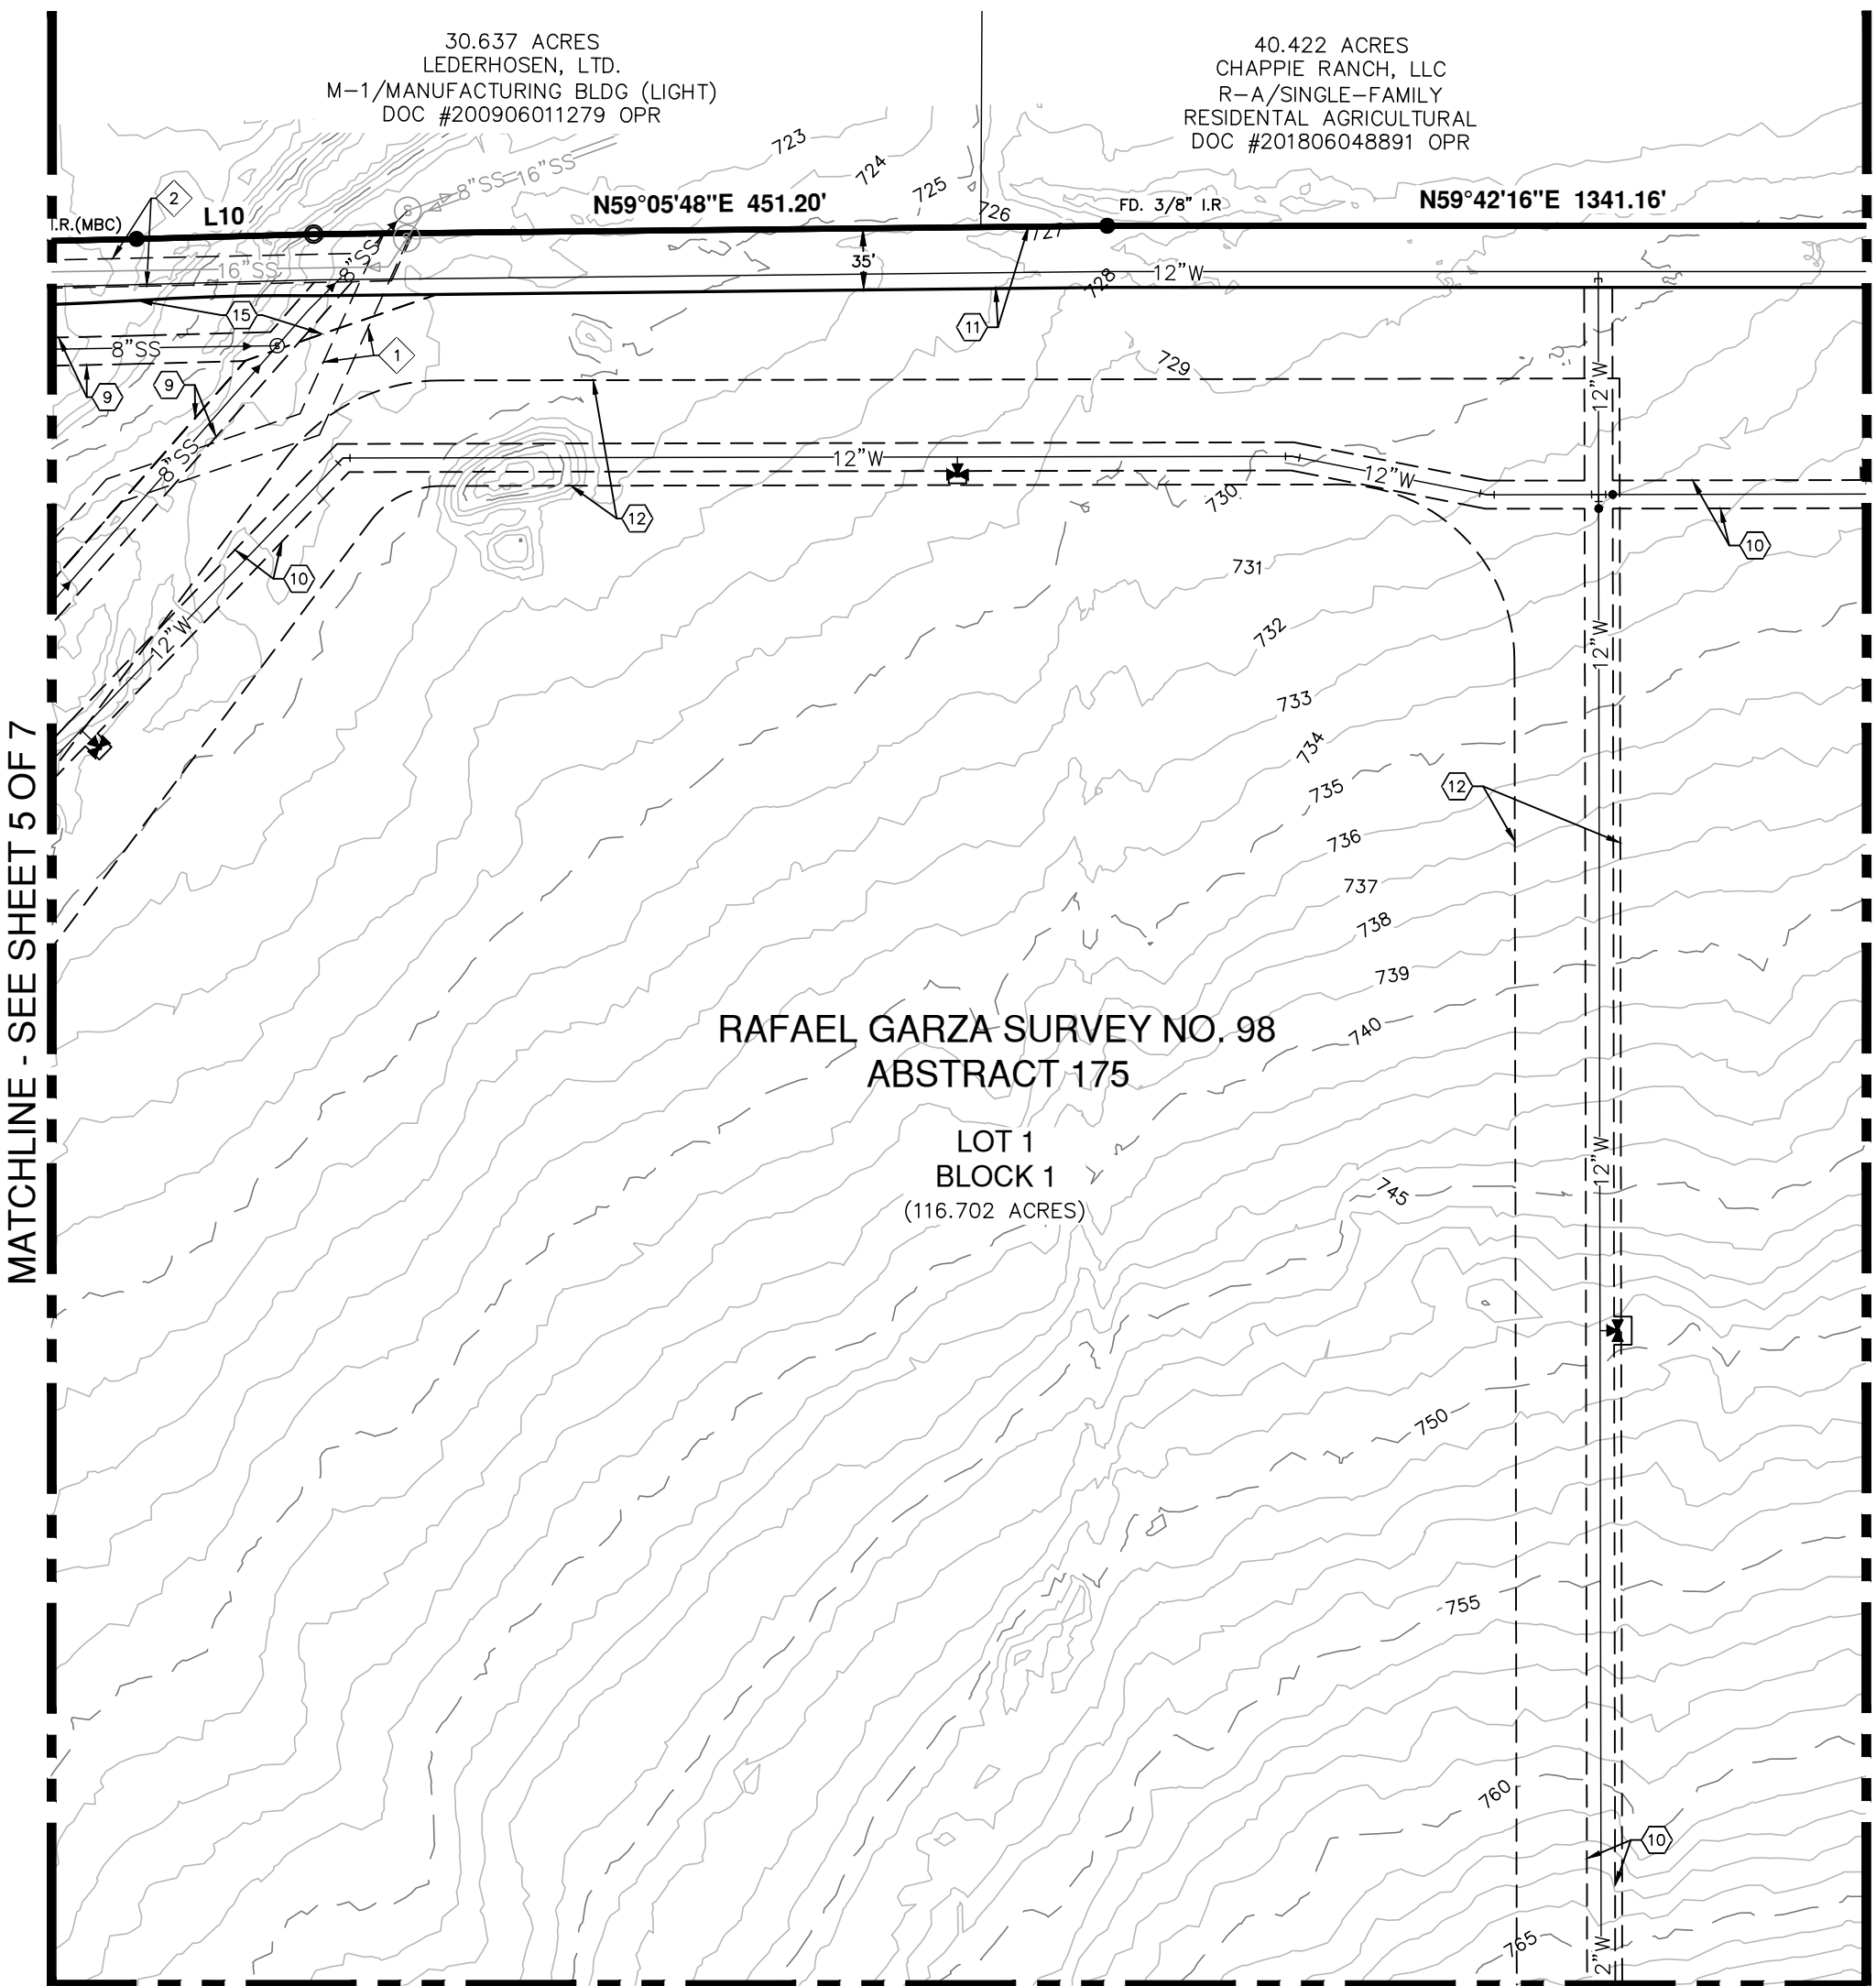 30.637 ACRES
LEDERHOSEN, LTD.
M-1/MANUFACTURING BLDG (LIGHT)
DOC #200906011279 OPR
40.422 ACRES
CHAPPIE RANCH, LLC
R-A/SINGLE-FAMILY
RESIDENTIAL AGRICULTURAL
DOC #201806048891 OPR
723
724
725
726
727
728
8"SS
16"SS
2
I.R.(MBC)
L10
N59°05'48"E 451.20'
FD. 3/8" I.R
N59°42'16"E 1341.16'
16"SS
8"SS
35'
12"W
15
11
8"SS
1
9
9
729
12"W
8"SS
12"W
12"W
730
12
10
731
10
12"W
732
12"W
733
734
735
12
736
737
738
739
740
MATCHLINE - SEE SHEET 5 OF 7
RAFAEL GARZA SURVEY NO. 98
ABSTRACT 175
LOT 1
BLOCK 1
(116.702 ACRES)
12"W
745
750
755
760
10
765
2"W